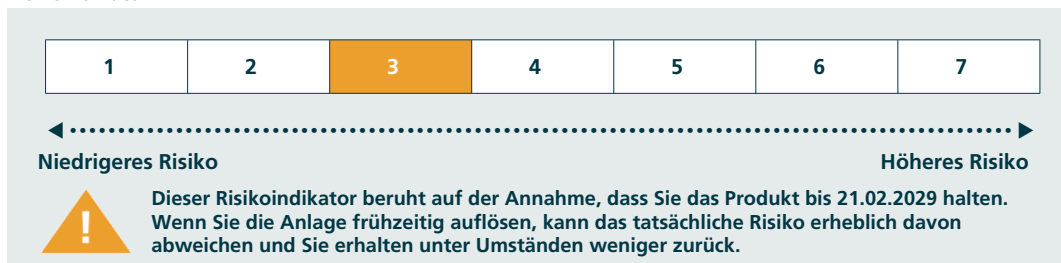 1 2 3 4 5 6 7
Niedrigeres Risiko Höheres Risiko
!
Dieser Risikoindikator beruht auf der Annahme, dass Sie das Produkt bis 21.02.2029 halten.
Wenn Sie die Anlage frühzeitig auflösen, kann das tatsächliche Risiko erheblich davon
abweichen und Sie erhalten unter Umständen weniger zurück.